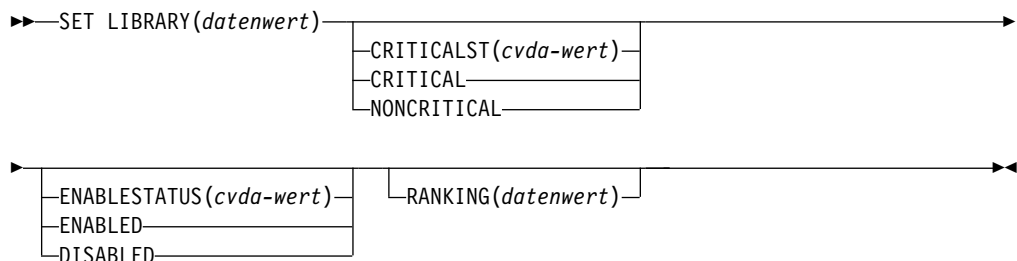 SET LIBRARY(datenwert)
CRITICALST(cvda-wert)
CRITICAL
NONCRITICAL
ENABLESTATUS(cvda-wert)
RANKING(datenwert)
ENABLED
DISABLED